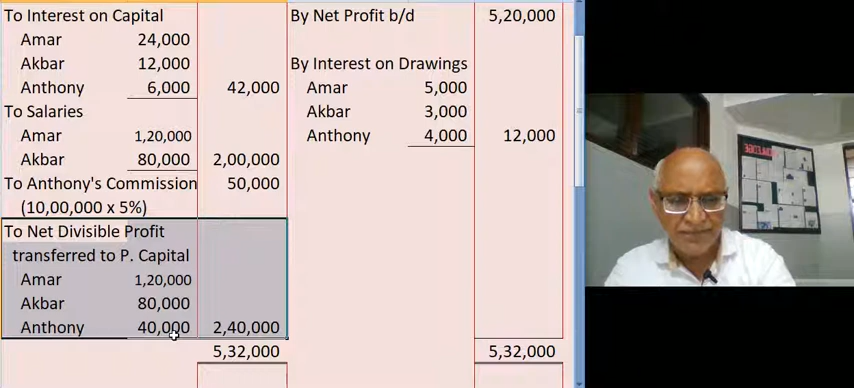 To Interest on Capital
Amar 24,000
Akbar 12,000
Anthony 6,000 42,000
To Salaries
Amar 1,20,000
Akbar 80,000 2,00,000
To Anthony's Commission 50,000
(10,00,000 x 5%)
To Net Divisible Profit
transferred to P. Capital
Amar 1,20,000
Akbar 80,000
Anthony 40,000 2,40,000
5,32,000
By Net Profit b/d 5,20,000
By Interest on Drawings
Amar 5,000
Akbar 3,000
Anthony 4,000 12,000
5,32,000